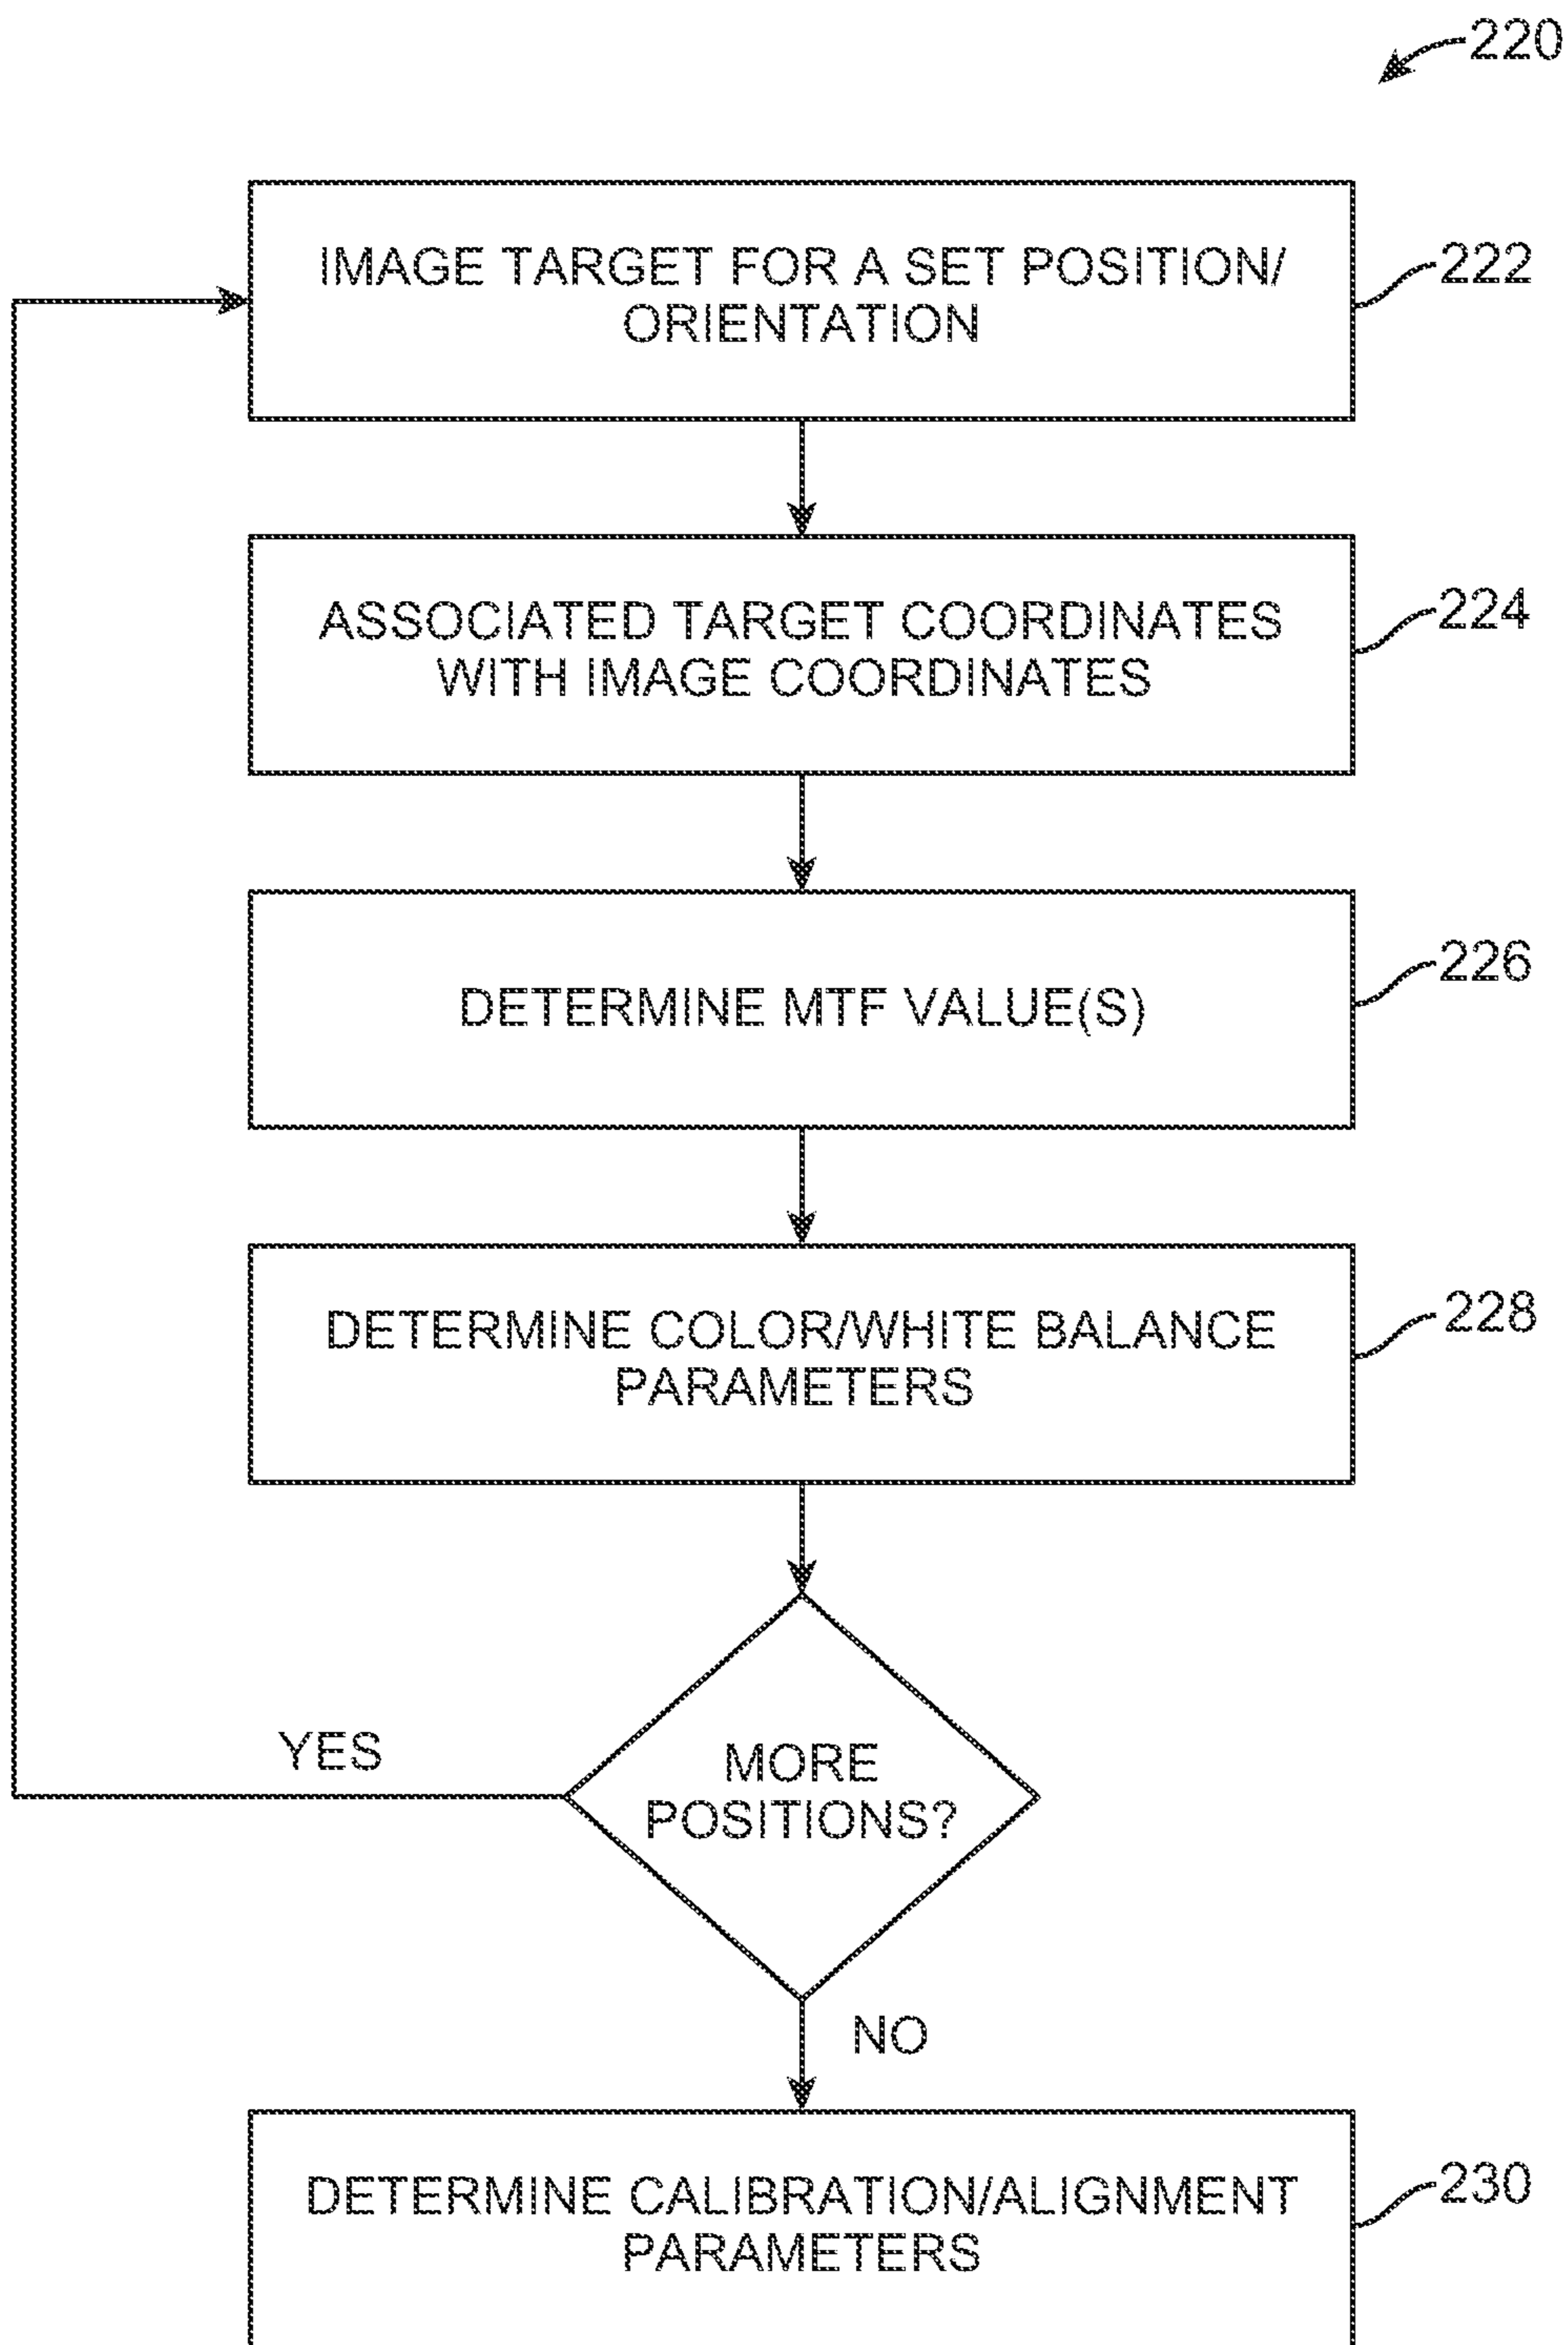 220
IMAGE TARGET FOR A SET POSITION/
ORIENTATION
222
ASSOCIATED TARGET COORDINATES
WITH IMAGE COORDINATES
224
DETERMINE MTF VALUE(S)
226
DETERMINE COLOR/WHITE BALANCE
PARAMETERS
228
MORE
POSITIONS?
YES
NO
DETERMINE CALIBRATION/ALIGNMENT
PARAMETERS
230